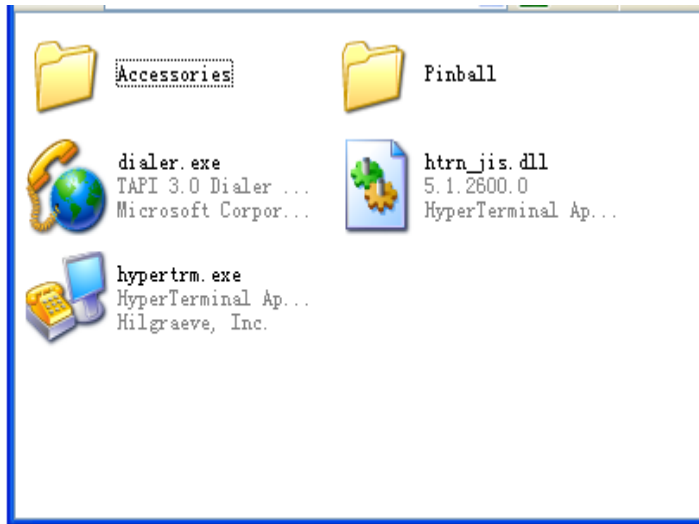 Accessories
Pinball
dialer.exe
TAPI 3.0 Dialer ...
Microsoft Corpor...
htrn_jis.dll
5.1.2600.0
HyperTerminal Ap...
hypertrm.exe
HyperTerminal Ap...
Hilgraeve, Inc.